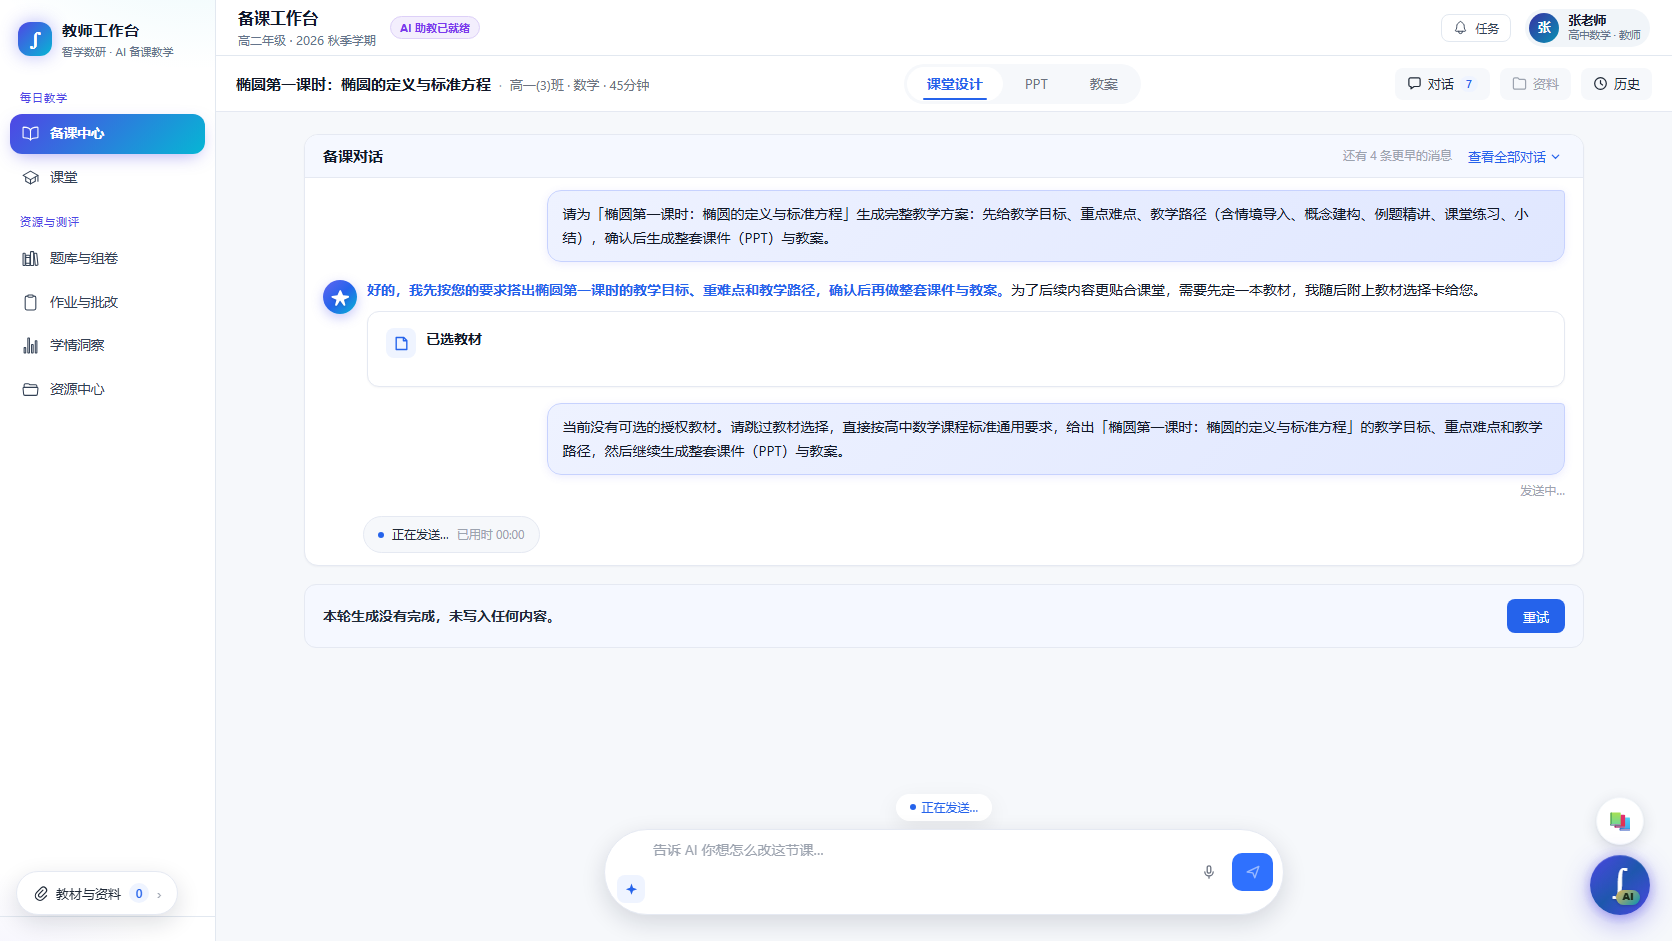 教师工作台
智学数研 · AI 备课教学
每日教学
备课中心
课堂
资源与测评
题库与组卷
作业与批改
学情洞察
资源中心
教材与资料 0 ›
备课工作台
高二年级 · 2026 秋季学期
AI 助教已就绪
任务
张
张老师
高中数学 · 教师
椭圆第一课时：椭圆的定义与标准方程 · 高一(3)班 · 数学 · 45分钟
课堂设计
PPT
教案
对话 7
资料
历史
备课对话
还有 4 条更早的消息
查看全部对话
请为「椭圆第一课时：椭圆的定义与标准方程」生成完整教学方案：先给教学目标、重点难点、教学路径（含情境导入、概念建构、例题精讲、课堂练习、小
结），确认后生成整套课件（PPT）与教案。
好的，我先按您的要求搭出椭圆第一课时的教学目标、重难点和教学路径，确认后再做整套课件与教案。为了后续内容更贴合课堂，需要先定一本教材，我随后附上教材选择卡给您。
已选教材
当前没有可选的授权教材。请跳过教材选择，直接按高中数学课程标准通用要求，给出「椭圆第一课时：椭圆的定义与标准方程」的教学目标、重点难点和教学
路径，然后继续生成整套课件（PPT）与教案。
发送中...
正在发送... 已用时 00:00
本轮生成没有完成，未写入任何内容。
重试
正在发送...
告诉 AI 你想怎么改这节课...
AI